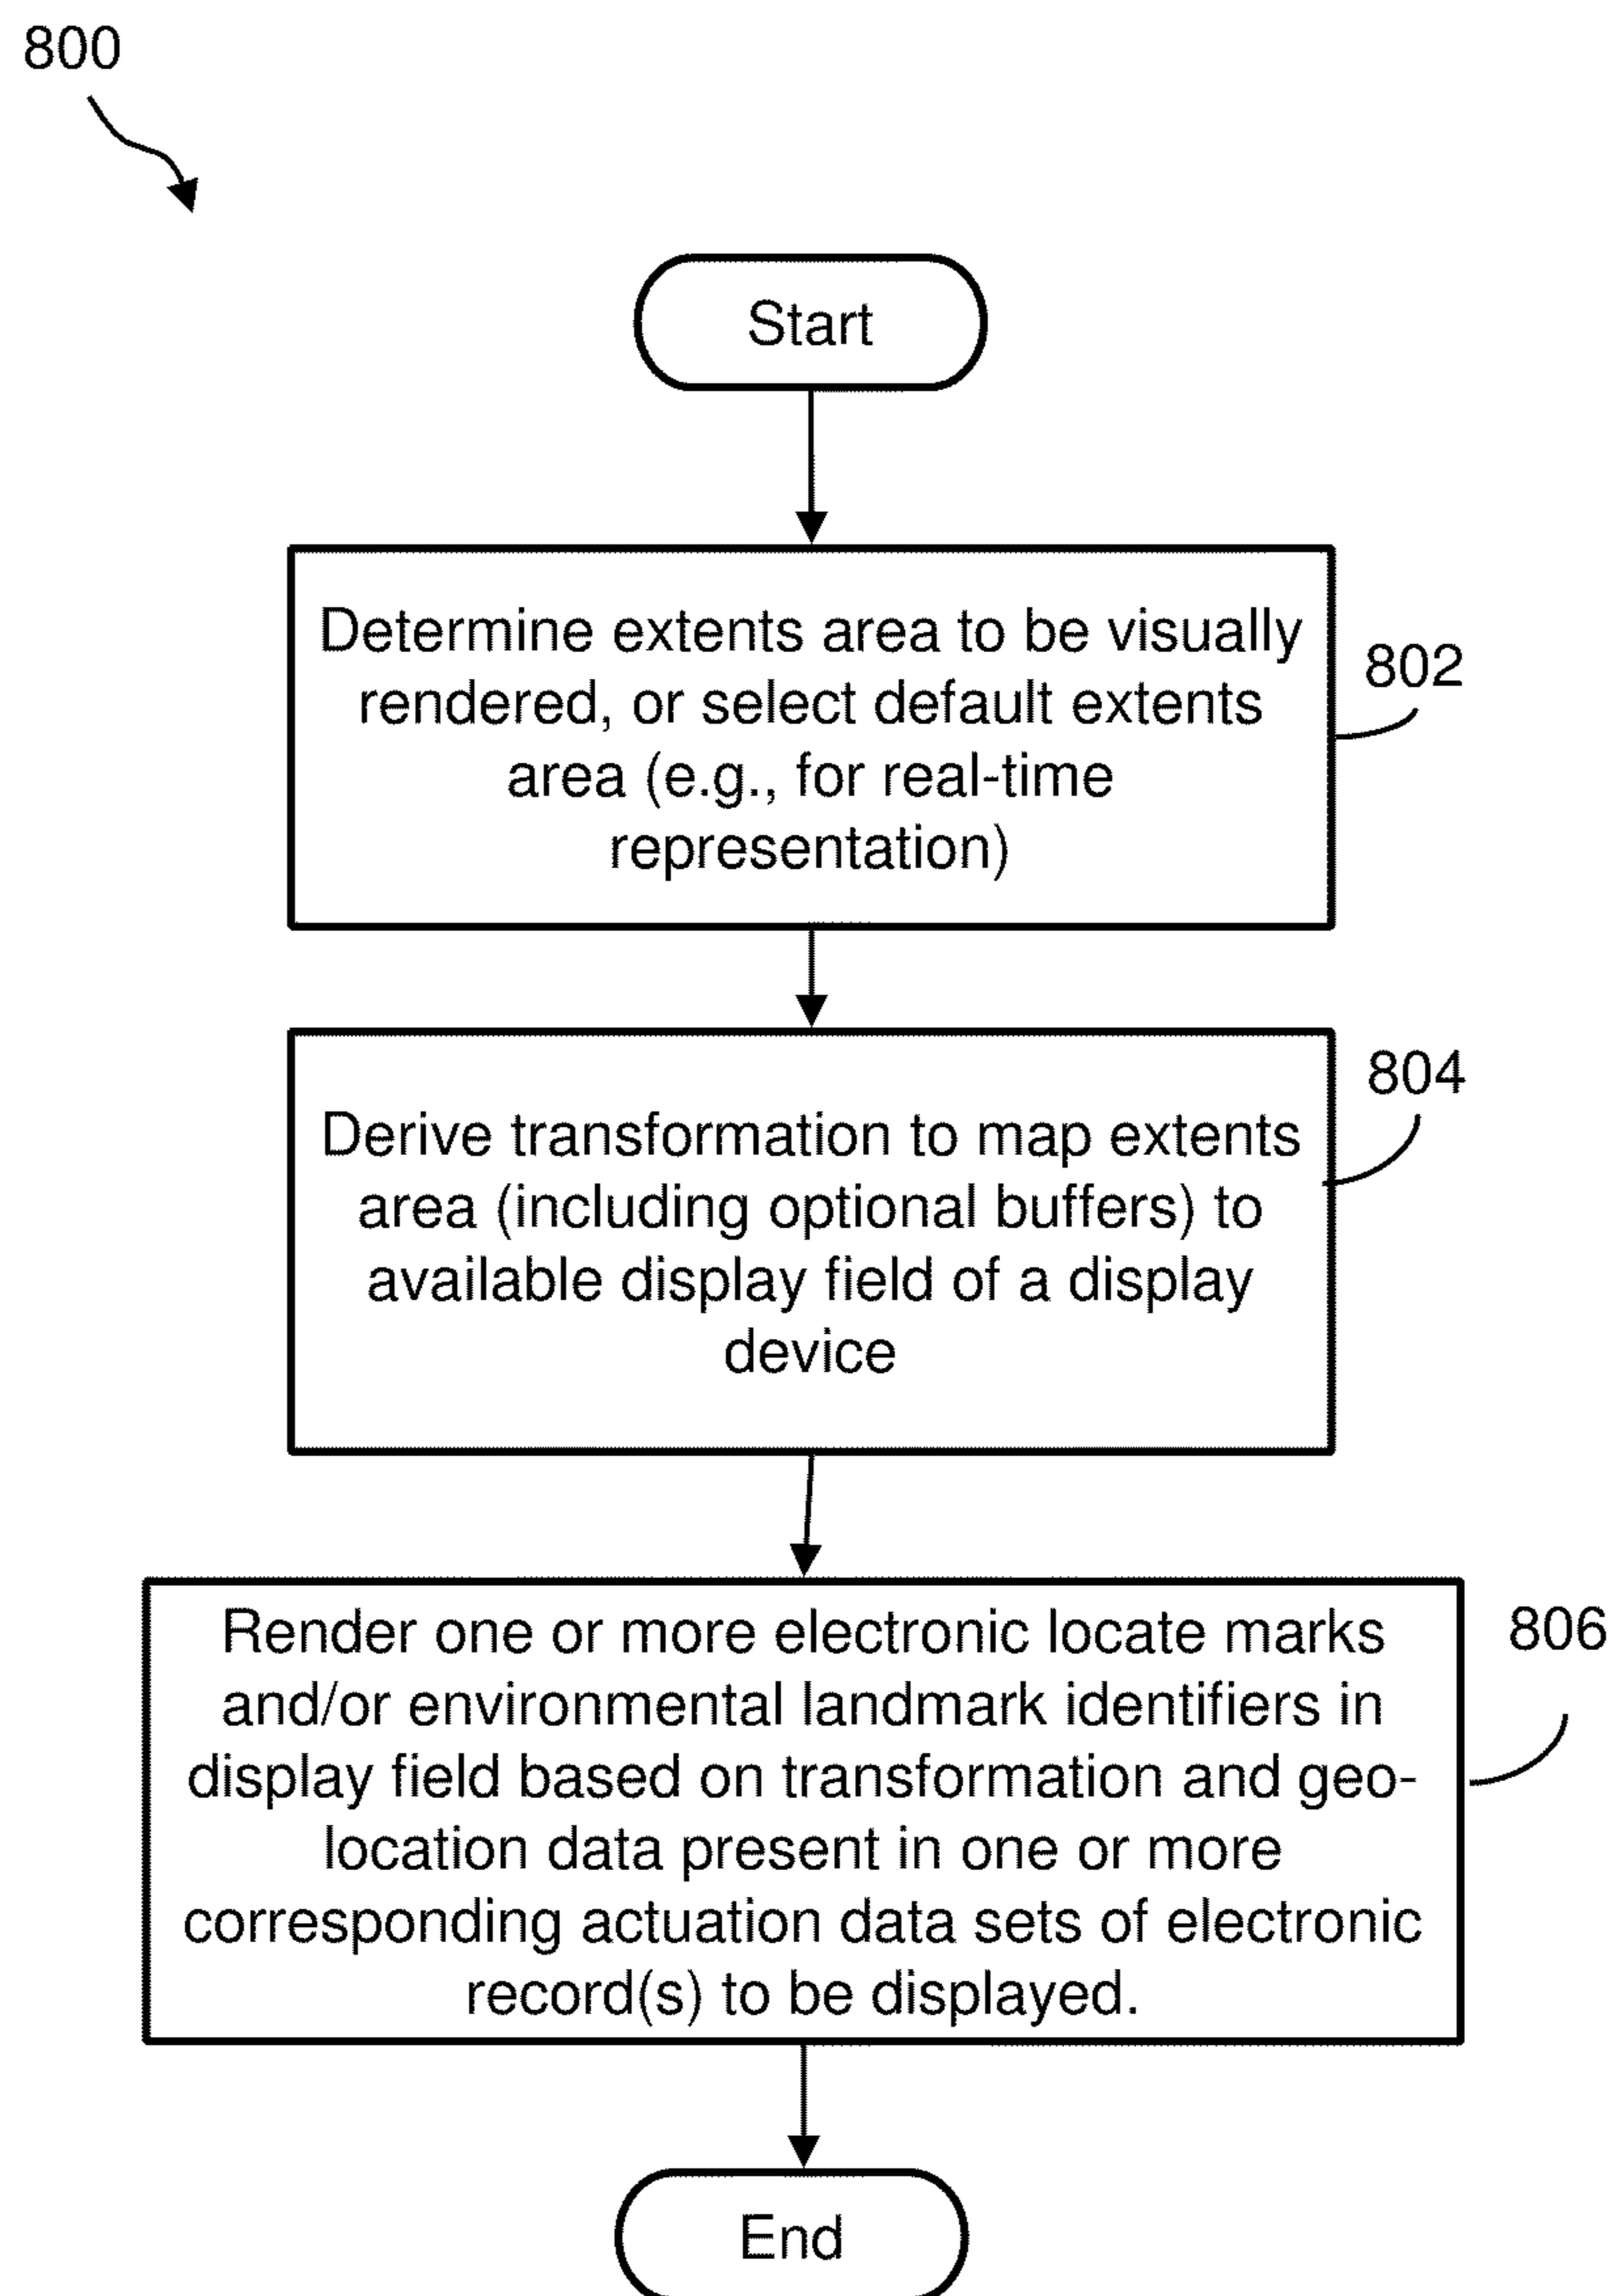 800
Start
Determine extents area to be visually
rendered, or select default extents
area (e.g., for real-time
representation)
802
Derive transformation to map extents
area (including optional buffers) to
available display field of a display
device
804
Render one or more electronic locate marks
and/or environmental landmark identifiers in
display field based on transformation and geo-
location data present in one or more
corresponding actuation data sets of electronic
record(s) to be displayed.
806
End